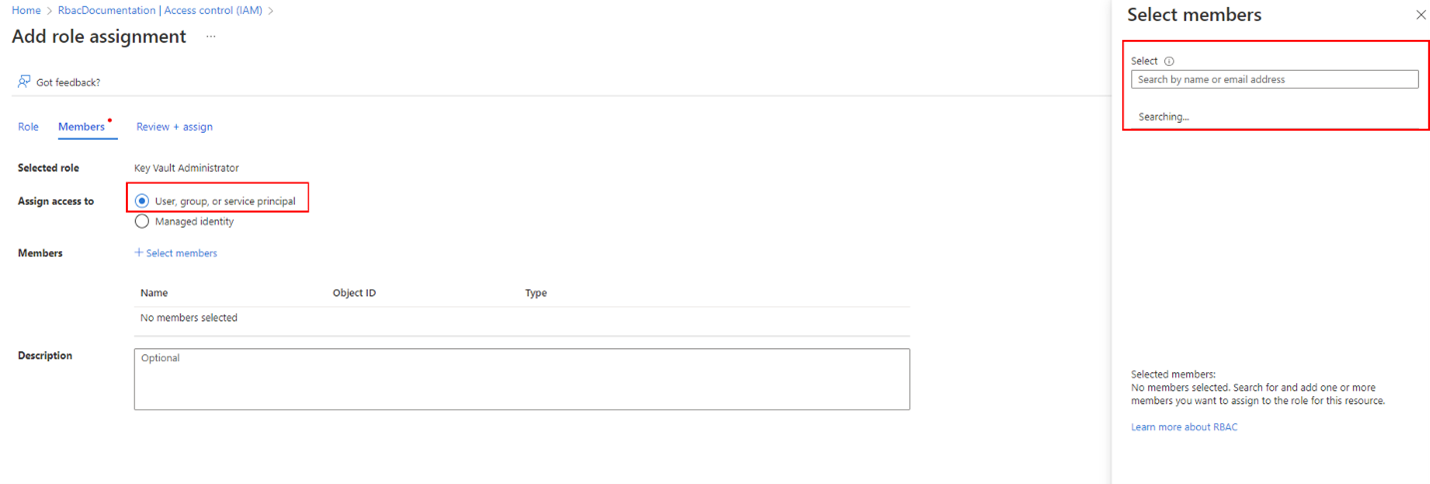 Home > RbacDocumentation | Access control (IAM) >
Add role assignment ...
Got feedback?
Role Members Review + assign
Selected role Key Vault Administrator
Assign access to User, group, or service principal
Managed identity
Members + Select members
Name Object ID Type
No members selected
Description Optional
Select members
Select
Search by name or email address
Searching...
Selected members:
No members selected. Search for and add one or more
members you want to assign to the role for this resource.
Learn more about RBAC